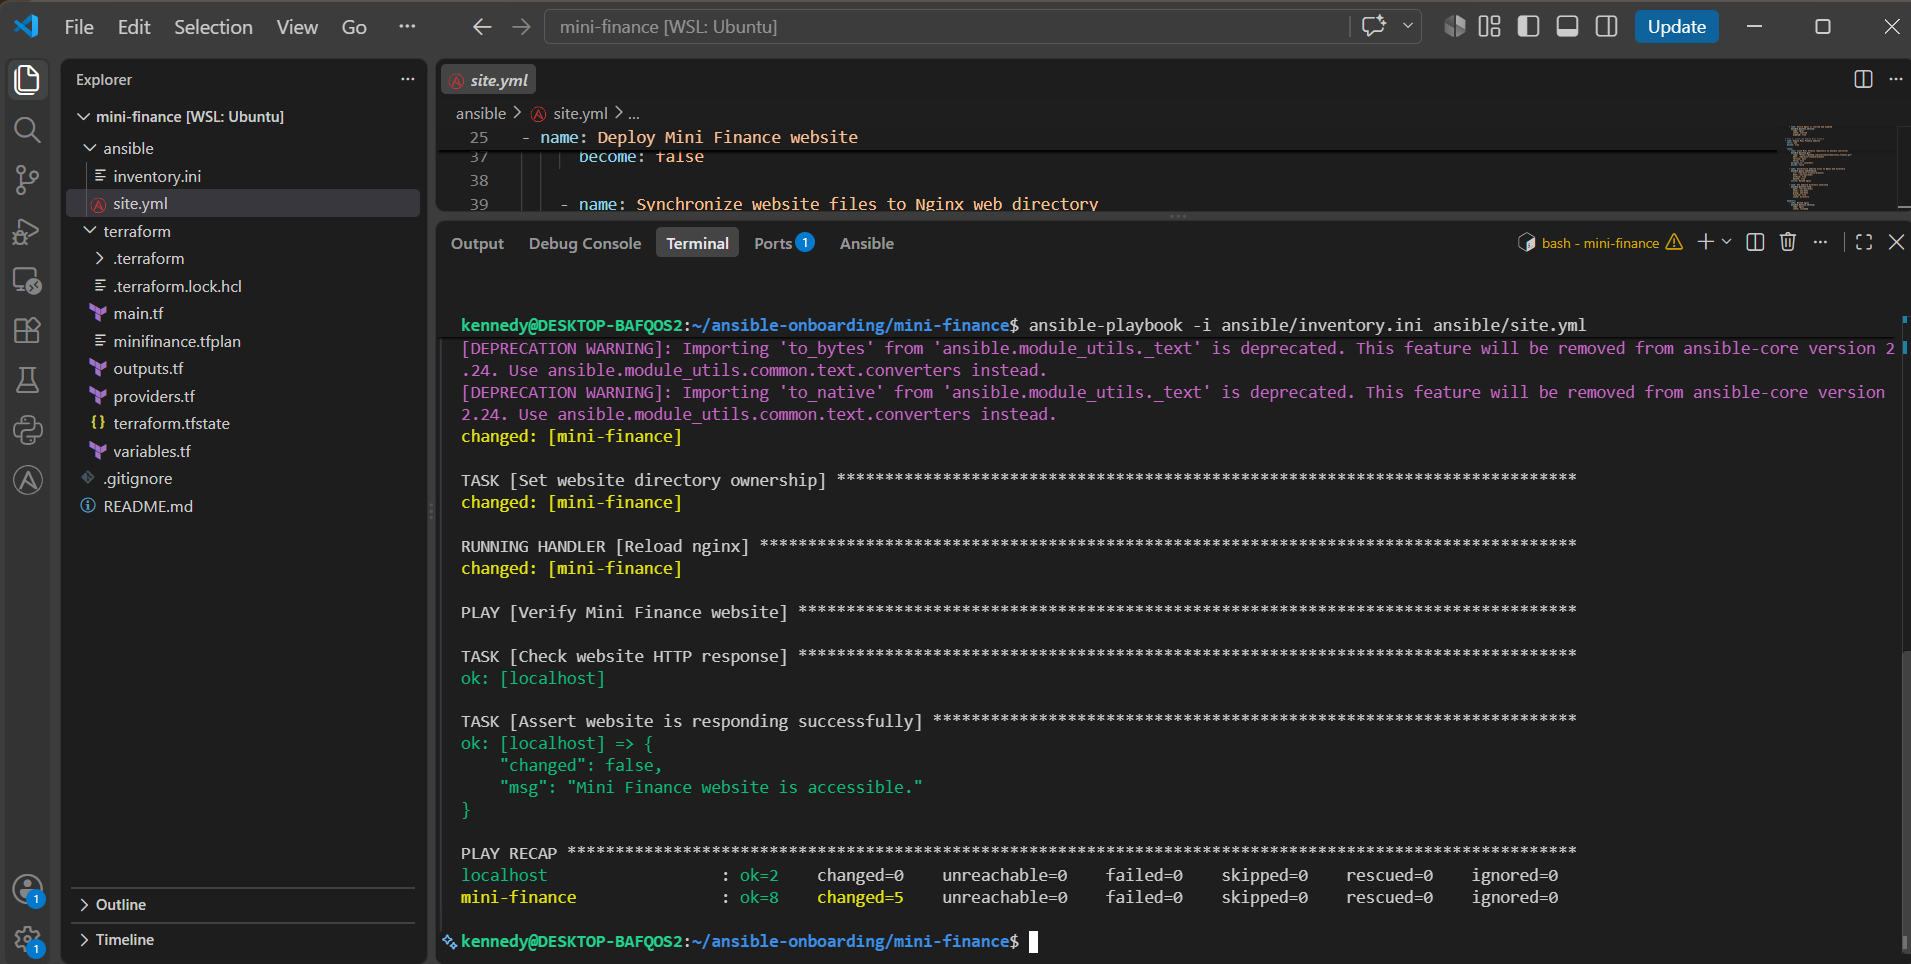 File Edit Selection View Go ···
mini-finance [WSL: Ubuntu]
Update
Explorer
mini-finance [WSL: Ubuntu]
ansible
inventory.ini
site.yml
terraform
.terraform
.terraform.lock.hcl
main.tf
minifinance.tfplan
outputs.tf
providers.tf
terraform.tfstate
variables.tf
.gitignore
README.md
Outline
Timeline
1
1
site.yml
ansible > site.yml > ...
25 - name: Deploy Mini Finance website
37 become: false
38
39 - name: Synchronize website files to Nginx web directory
Output Debug Console Terminal Ports 1 Ansible
bash - mini-finance
kennedy@DESKTOP-BAFQOS2:~/ansible-onboarding/mini-finance$ ansible-playbook -i ansible/inventory.ini ansible/site.yml
[DEPRECATION WARNING]: Importing 'to_bytes' from 'ansible.module_utils._text' is deprecated. This feature will be removed from ansible-core version 2
.24. Use ansible.module_utils.common.text.converters instead.
[DEPRECATION WARNING]: Importing 'to_native' from 'ansible.module_utils._text' is deprecated. This feature will be removed from ansible-core version
2.24. Use ansible.module_utils.common.text.converters instead.
changed: [mini-finance]
TASK [Set website directory ownership] *****************************************************************************
changed: [mini-finance]
RUNNING HANDLER [Reload nginx] *************************************************************************************
changed: [mini-finance]
PLAY [Verify Mini Finance website] *********************************************************************************
TASK [Check website HTTP response] *********************************************************************************
ok: [localhost]
TASK [Assert website is responding successfully] *******************************************************************
ok: [localhost] => {
"changed": false,
"msg": "Mini Finance website is accessible."
}
PLAY RECAP *********************************************************************************************************
localhost : ok=2 changed=0 unreachable=0 failed=0 skipped=0 rescued=0 ignored=0
mini-finance : ok=8 changed=5 unreachable=0 failed=0 skipped=0 rescued=0 ignored=0
kennedy@DESKTOP-BAFQOS2:~/ansible-onboarding/mini-finance$